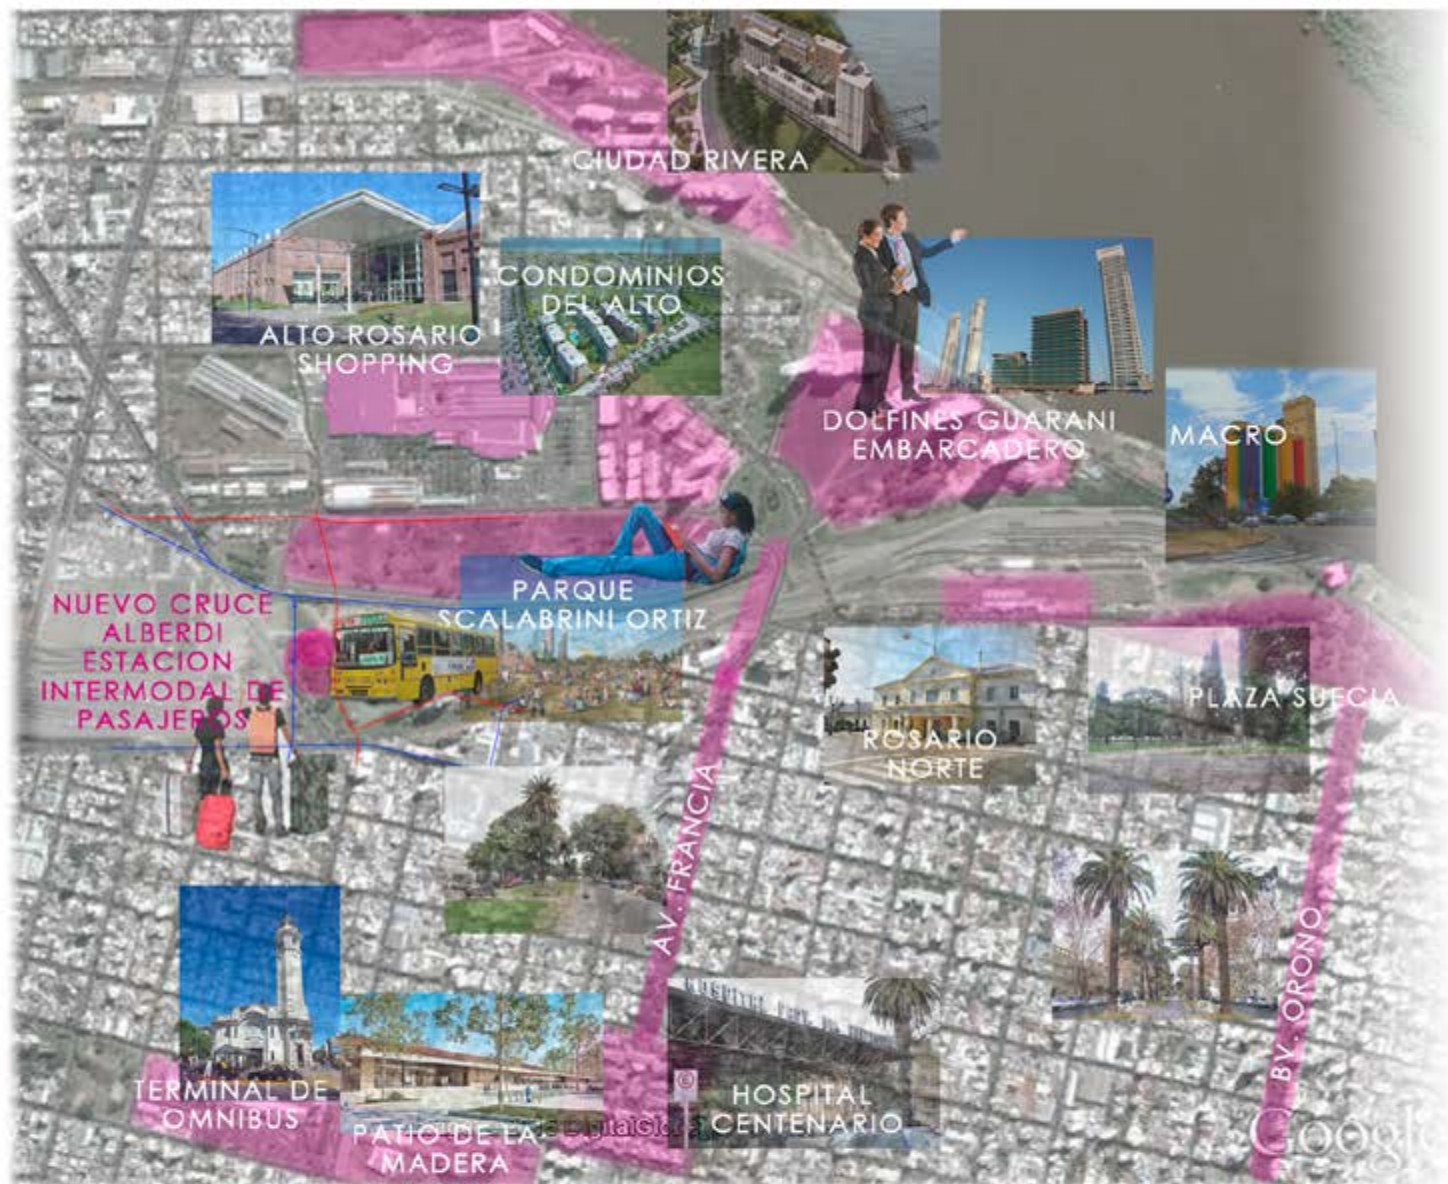 CIUDAD RIVERA
ALTO ROSARIO
SHOPPING
CONDOMINIOS
DEL ALTO
DOLFINES GUARANI
EMBARCADERO
MACRO
NUEVO CRUCE
ALBERDI
ESTACION
INTERMODAL DE
PASAJEROS
PARQUE
SCALABRINI ORTIZ
ROSARIO
NORTE
PLAZA SUECIA
AV. FRANCIA
BV. OROÑO
TERMINAL DE
OMNIBUS
PATIO DE LA
MADERA
HOSPITAL
HOSPITAL
CENTENARIO
Google